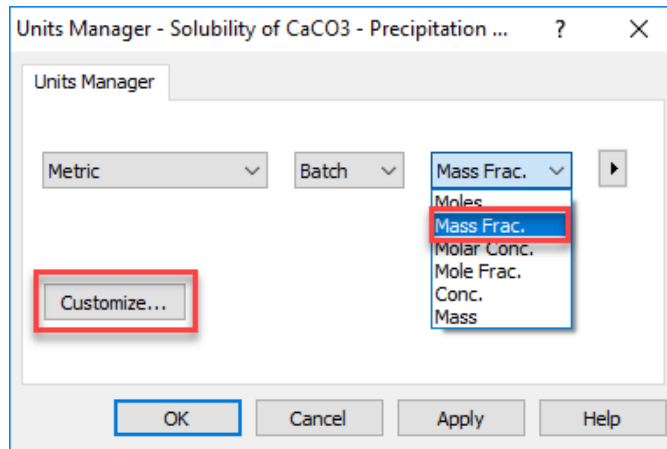 Units Manager - Solubility of CaCO3 - Precipitation ... ?
Units Manager
Metric Batch Mass Frac.
Moles
Mass Frac.
Molar Conc.
Mole Frac.
Conc.
Mass
Customize...
OK Cancel Apply Help